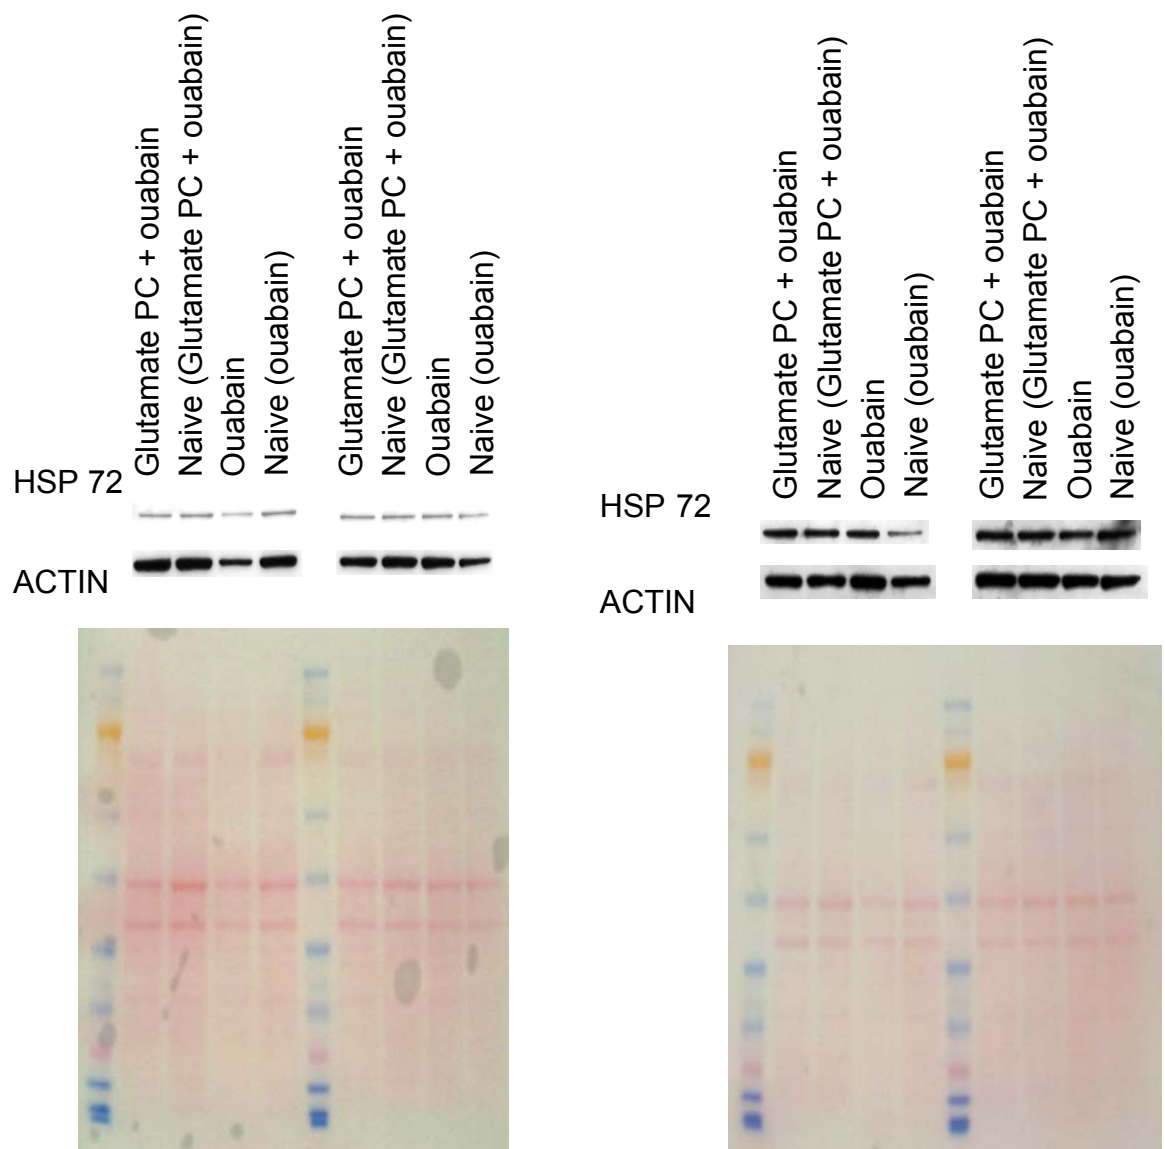 Glutamate PC + ouabain
Naive (Glutamate PC + ouabain)
Ouabain
Naive (ouabain)
Glutamate PC + ouabain
Naive (Glutamate PC + ouabain)
Ouabain
Naive (ouabain)
HSP 72
ACTIN
Glutamate PC + ouabain
Naive (Glutamate PC + ouabain)
Ouabain
Naive (ouabain)
Glutamate PC + ouabain
Naive (Glutamate PC + ouabain)
Ouabain
Naive (ouabain)
HSP 72
ACTIN